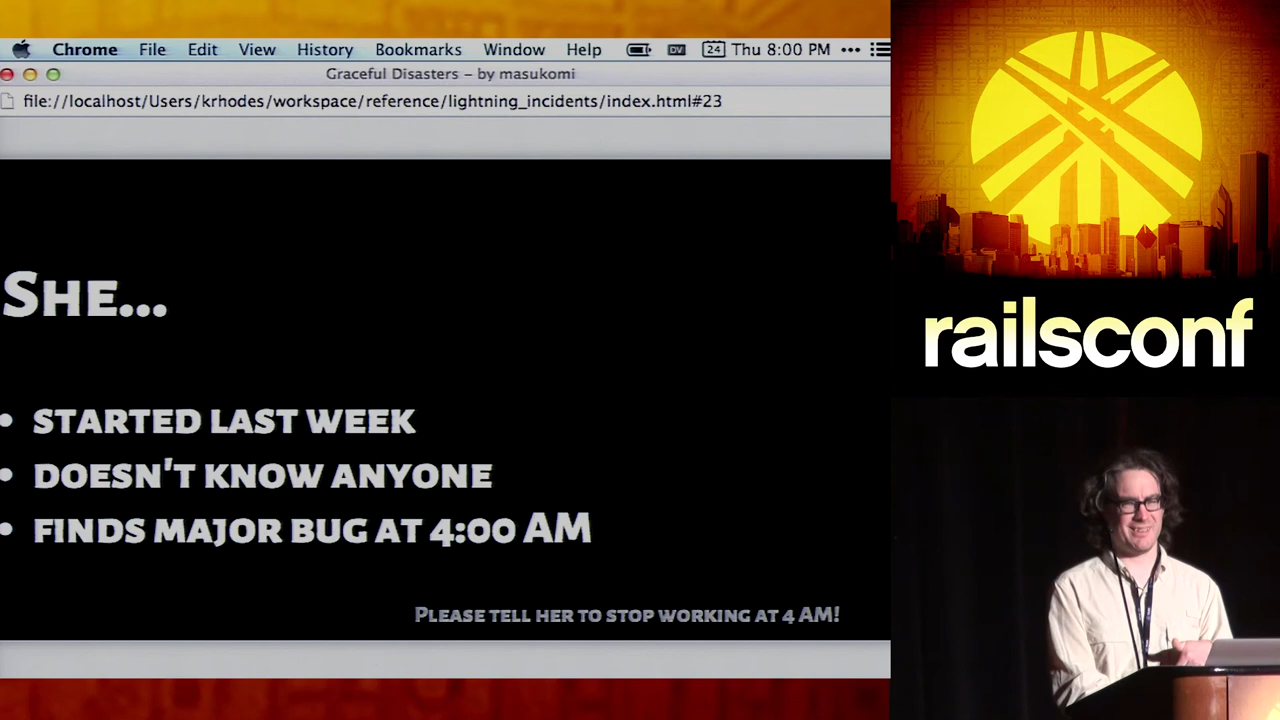 Chrome File Edit View History Bookmarks Window Help DV 24 Thu 8:00 PM
Graceful Disasters – by masukomi
file://localhost/Users/krhodes/workspace/reference/lightning_incidents/index.html#23
She...
• started last week
• doesn't know anyone
• finds major bug at 4:00 AM
Please tell her to stop working at 4 AM!
railsconf